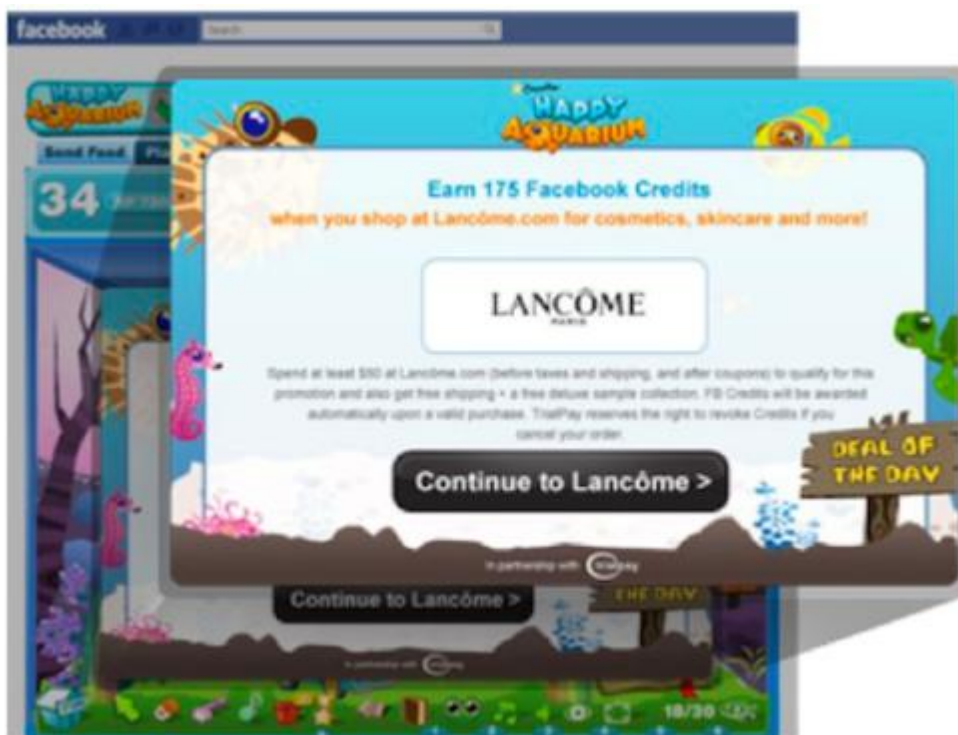 facebook
Search
HAPPY
AQUARIUM
Send Food
34
HAPPY
AQUARIUM
Earn 175 Facebook Credits
when you shop at Lancôme.com for cosmetics, skincare and more!
LANCÔME
PARIS
Spend at least $50 at Lancôme.com (before taxes and shipping, and after coupons) to qualify for this
promotion and also get free shipping + a free deluxe sample collection. FB Credits will be awarded
automatically upon a valid purchase. TrialPay reserves the right to revoke Credits if you
cancel your order.
DEAL OF
THE DAY
Continue to Lancôme >
In partnership with trialpay
Continue to Lancôme >
THE DAY
In partnership with
18/30